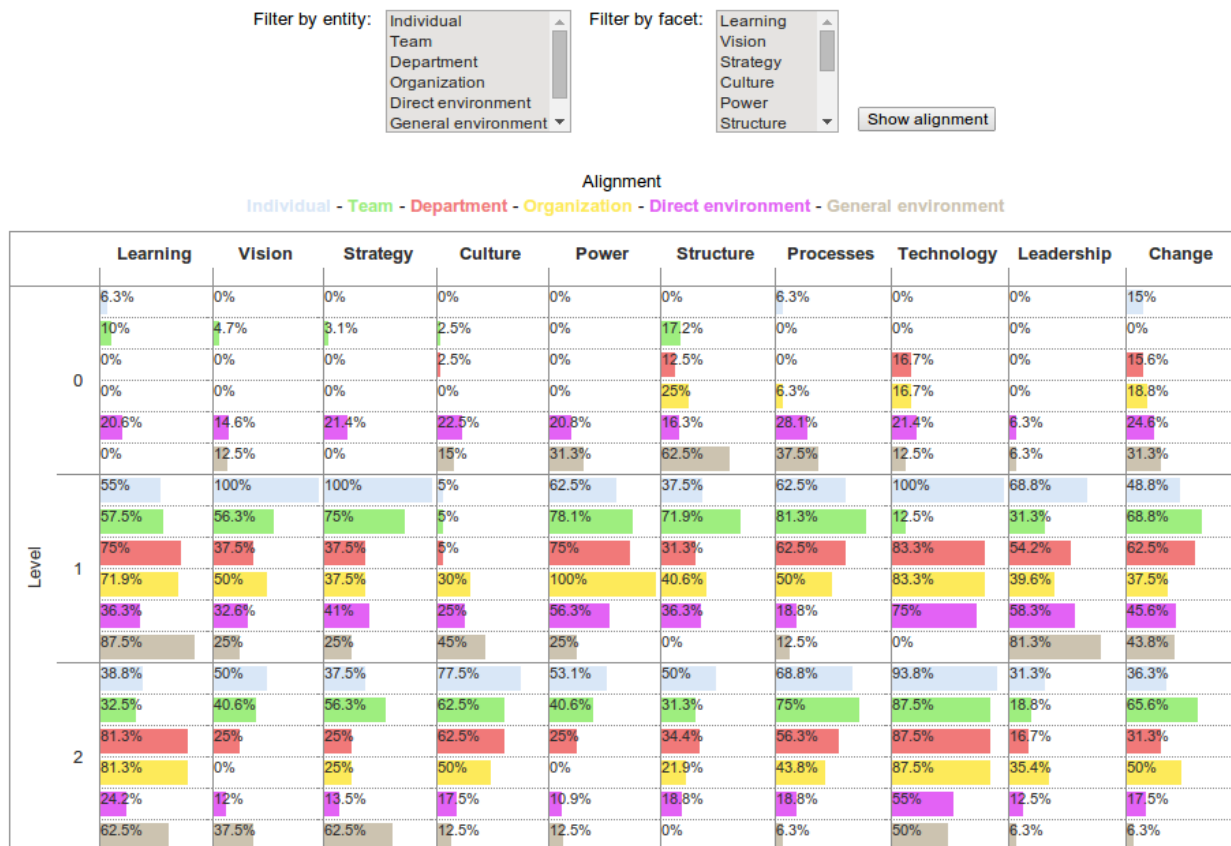 Filter by entity: Individual Filter by facet: Learning
Team Vision
Department Strategy
Organization Culture
Direct environment Power
General environment Structure Show alignment
Alignment
Individual - Team - Department - Organization - Direct environment - General environment
Learning Vision Strategy Culture Power Structure Processes Technology Leadership Change
6.3% 0% 0% 0% 0% 0% 6.3% 0% 0% 15%
10% 4.7% 3.1% 2.5% 0% 17.2% 0% 0% 0% 0%
0% 0% 0% 2.5% 0% 12.5% 0% 16.7% 0% 15.6%
0 0% 0% 0% 0% 0% 25% 6.3% 16.7% 0% 18.8%
20.6% 14.6% 21.4% 22.5% 20.8% 16.3% 28.1% 21.4% 6.3% 24.6%
0% 12.5% 0% 15% 31.3% 62.5% 37.5% 12.5% 6.3% 31.3%
55% 100% 100% 5% 62.5% 37.5% 62.5% 100% 68.8% 48.8%
57.5% 56.3% 75% 5% 78.1% 71.9% 81.3% 12.5% 31.3% 68.8%
Level 1 75% 37.5% 37.5% 5% 75% 31.3% 62.5% 83.3% 54.2% 62.5%
71.9% 50% 37.5% 30% 100% 40.6% 50% 83.3% 39.6% 37.5%
36.3% 32.6% 41% 25% 56.3% 36.3% 18.8% 75% 58.3% 45.6%
87.5% 25% 25% 45% 25% 0% 12.5% 0% 81.3% 43.8%
38.8% 50% 37.5% 77.5% 53.1% 50% 68.8% 93.8% 31.3% 36.3%
32.5% 40.6% 56.3% 62.5% 40.6% 31.3% 75% 87.5% 18.8% 65.6%
81.3% 25% 25% 62.5% 25% 34.4% 56.3% 87.5% 16.7% 31.3%
2 81.3% 0% 25% 50% 0% 21.9% 43.8% 87.5% 35.4% 50%
24.2% 12% 13.5% 17.5% 10.9% 18.8% 18.8% 55% 12.5% 17.5%
62.5% 37.5% 62.5% 12.5% 12.5% 0% 6.3% 50% 6.3% 6.3%